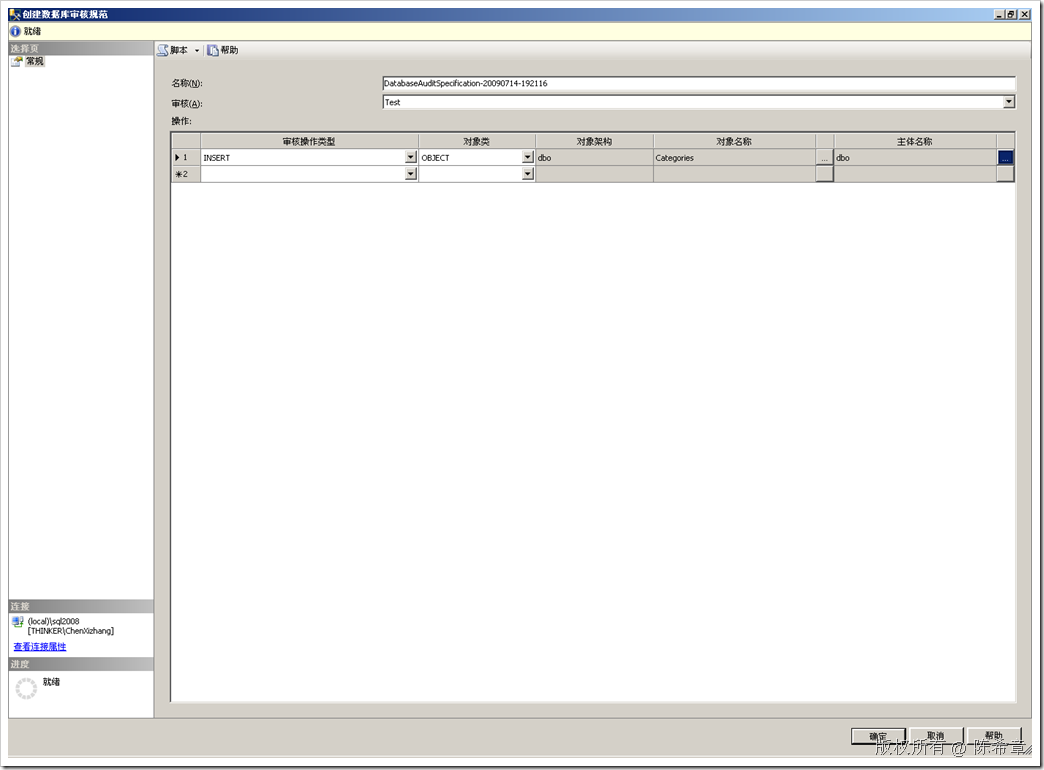 创建数据库审核规范
就绪
选择页
常规
脚本 帮助
名称(N): DatabaseAuditSpecification-20090714-192116
审核(A): Test
操作:
审核操作类型 对象类 对象架构 对象名称 主体名称
1 INSERT OBJECT dbo Categories ... dbo ...
*2
连接
(local)\sql2008
[THINKER\ChenXizhang]
查看连接属性
进度
就绪
确定 取消 帮助
版权所有 @ 陈希章